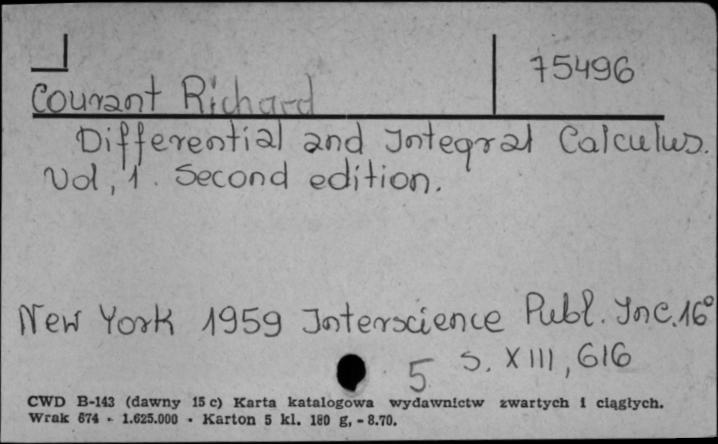 75496
Courant Richard
Differential and Integral Calculus.
Vol, 1. Second edition.
New York 1959 Interscience Publ. Inc. 16°
5 s. XIII, 616
CWD B-143 (dawny 15 c) Karta katalogowa wydawnictw zwartych i ciągłych.
Wrak 674 - 1.625.000 - Karton 5 kl. 180 g, - 8.70.